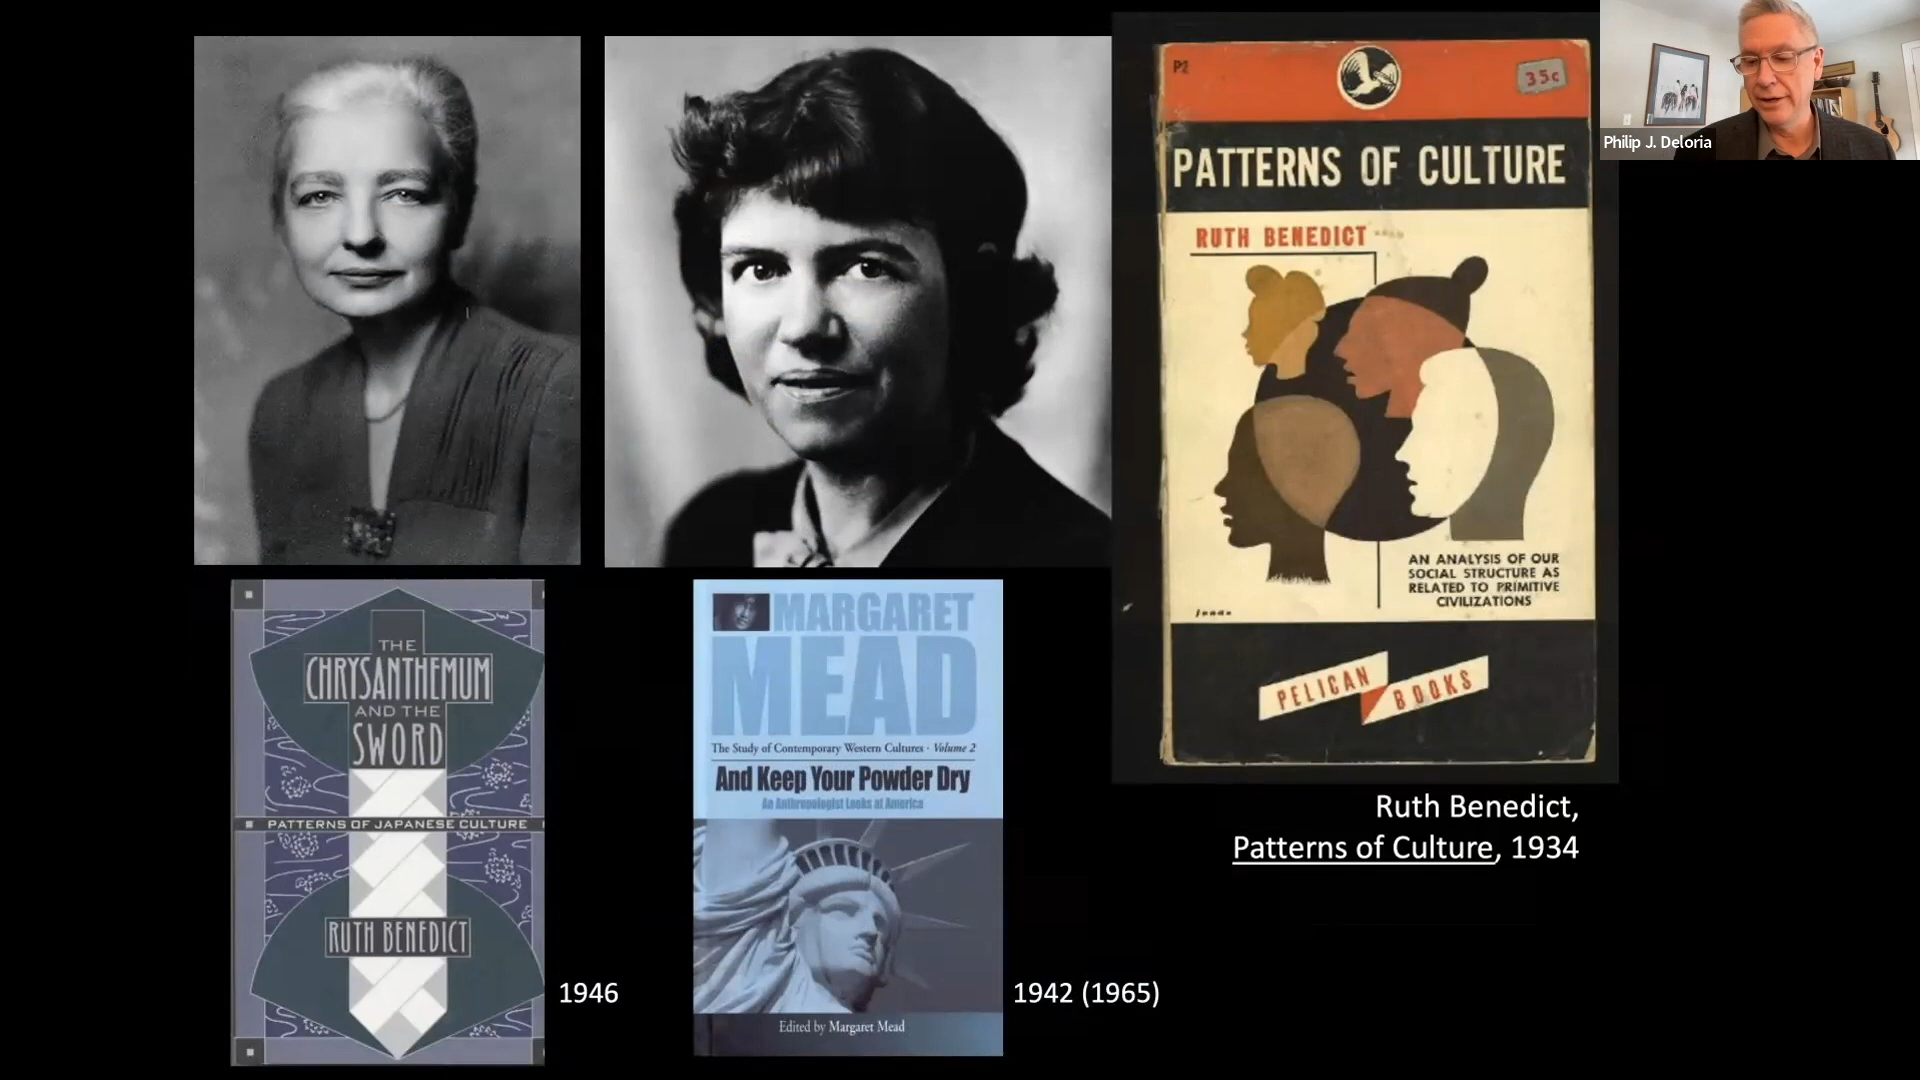 P2
35c
PATTERNS OF CULTURE
RUTH BENEDICT
AN ANALYSIS OF OUR
SOCIAL STRUCTURE AS
RELATED TO PRIMITIVE
CIVILIZATIONS
PELICAN BOOKS
Philip J. Deloria
THE
CHRYSANTHEMUM
AND THE
SWORD
PATTERNS OF JAPANESE CULTURE
RUTH BENEDICT
1946
MARGARET
MEAD
The Study of Contemporary Western Cultures · Volume 2
And Keep Your Powder Dry
An Anthropologist Looks at America
Edited by Margaret Mead
1942 (1965)
Ruth Benedict,
Patterns of Culture, 1934